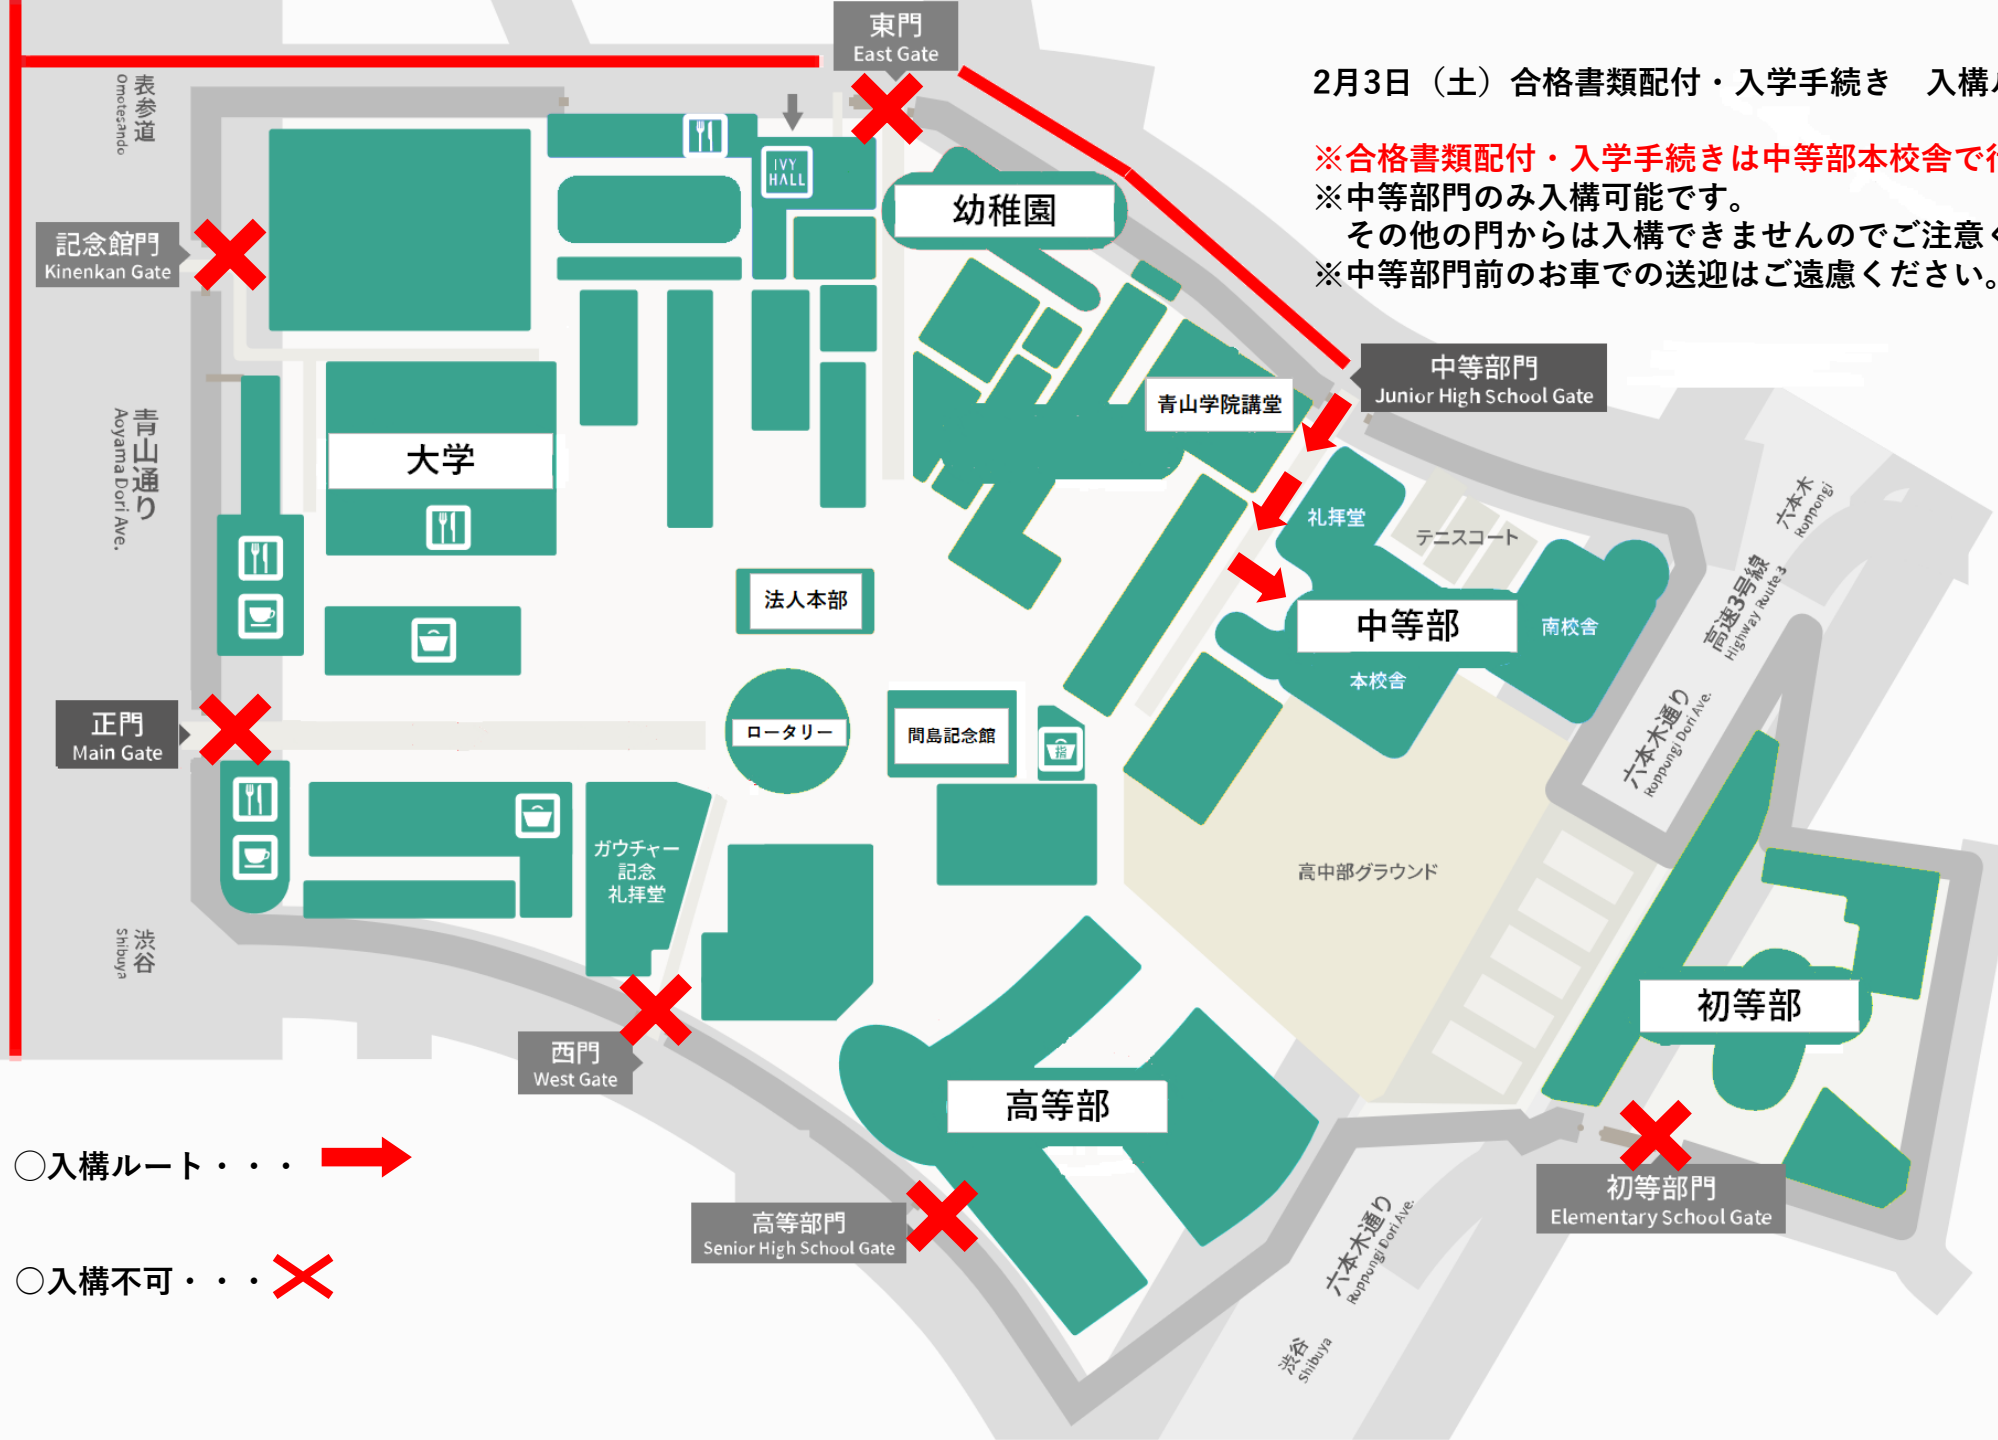 東門
East Gate
2月3日（土）合格書類配付・入学手続き　入構
※合格書類配付・入学手続きは中等部本校舎で
※中等部門のみ入構可能です。
その他の門からは入構できませんのでご注意
※中等部門前のお車での送迎はご遠慮ください。
表参道
Omotesando
IVY
HALL
幼稚園
記念館門
Kinenkan Gate
中等部門
Junior High School Gate
青山学院講堂
青山通り
Aoyama Dori Ave.
大学
礼拝堂
テニスコート
六本木
Roppongi
高速3号線
Highway Route 3
法人本部
中等部
南校舎
本校舎
六本木通り
Roppongi Dori Ave.
正門
Main Gate
ロータリー
間島記念館
指
ガウチャー
記念
礼拝堂
高中部グラウンド
渋谷
Shibuya
初等部
西門
West Gate
高等部
○入構ルート・・・
初等部門
Elementary School Gate
高等部門
Senior High School Gate
六本木通り
Roppongi Dori Ave.
○入構不可・・・
渋谷
Shibuya